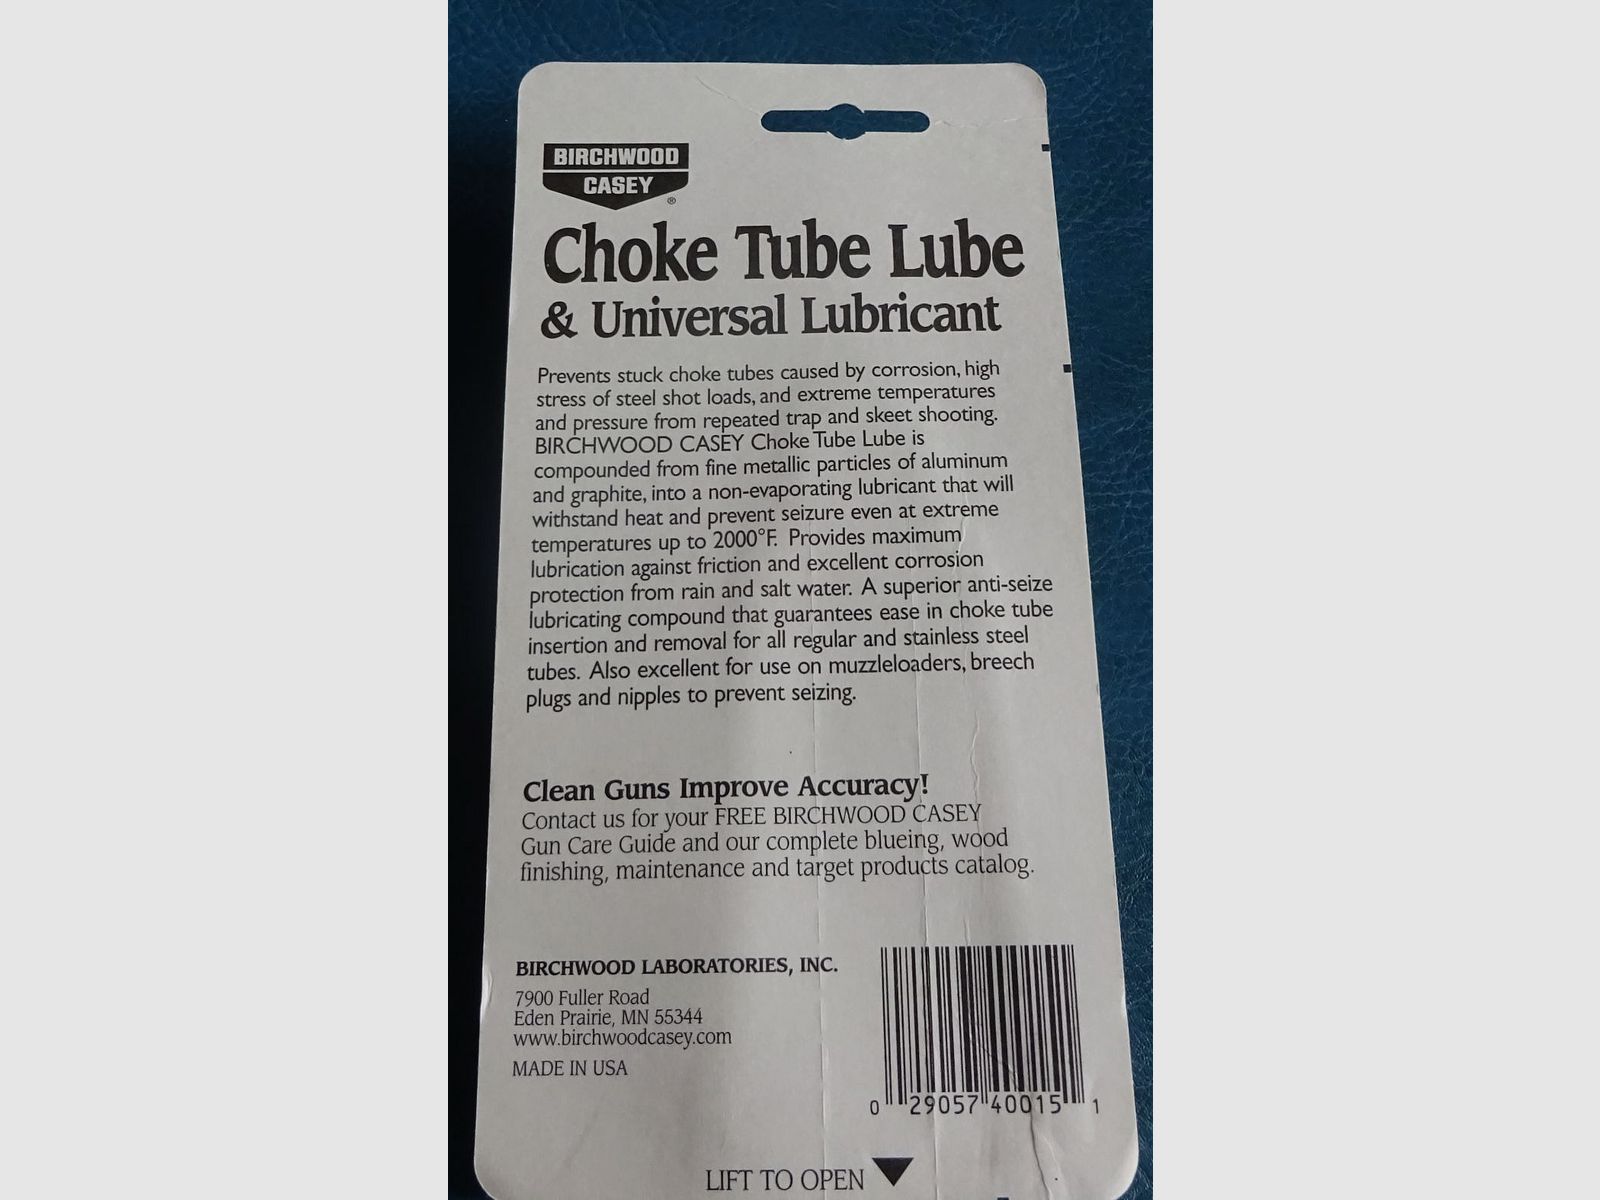 BIRCHWOOD
CASEY
®
Choke Tube Lube
& Universal Lubricant
Prevents stuck choke tubes caused by corrosion, high
stress of steel shot loads, and extreme temperatures
and pressure from repeated trap and skeet shooting.
BIRCHWOOD CASEY Choke Tube Lube is
compounded from fine metallic particles of aluminum
and graphite, into a non-evaporating lubricant that will
withstand heat and prevent seizure even at extreme
temperatures up to 2000°F. Provides maximum
lubrication against friction and excellent corrosion
protection from rain and salt water. A superior anti-seize
lubricating compound that guarantees ease in choke tube
insertion and removal for all regular and stainless steel
tubes. Also excellent for use on muzzleloaders, breech
plugs and nipples to prevent seizing.
Clean Guns Improve Accuracy!
Contact us for your FREE BIRCHWOOD CASEY
Gun Care Guide and our complete blueing, wood
finishing, maintenance and target products catalog.
BIRCHWOOD LABORATORIES, INC.
7900 Fuller Road
Eden Prairie, MN 55344
www.birchwoodcasey.com
MADE IN USA
0 29057 40015 1
LIFT TO OPEN